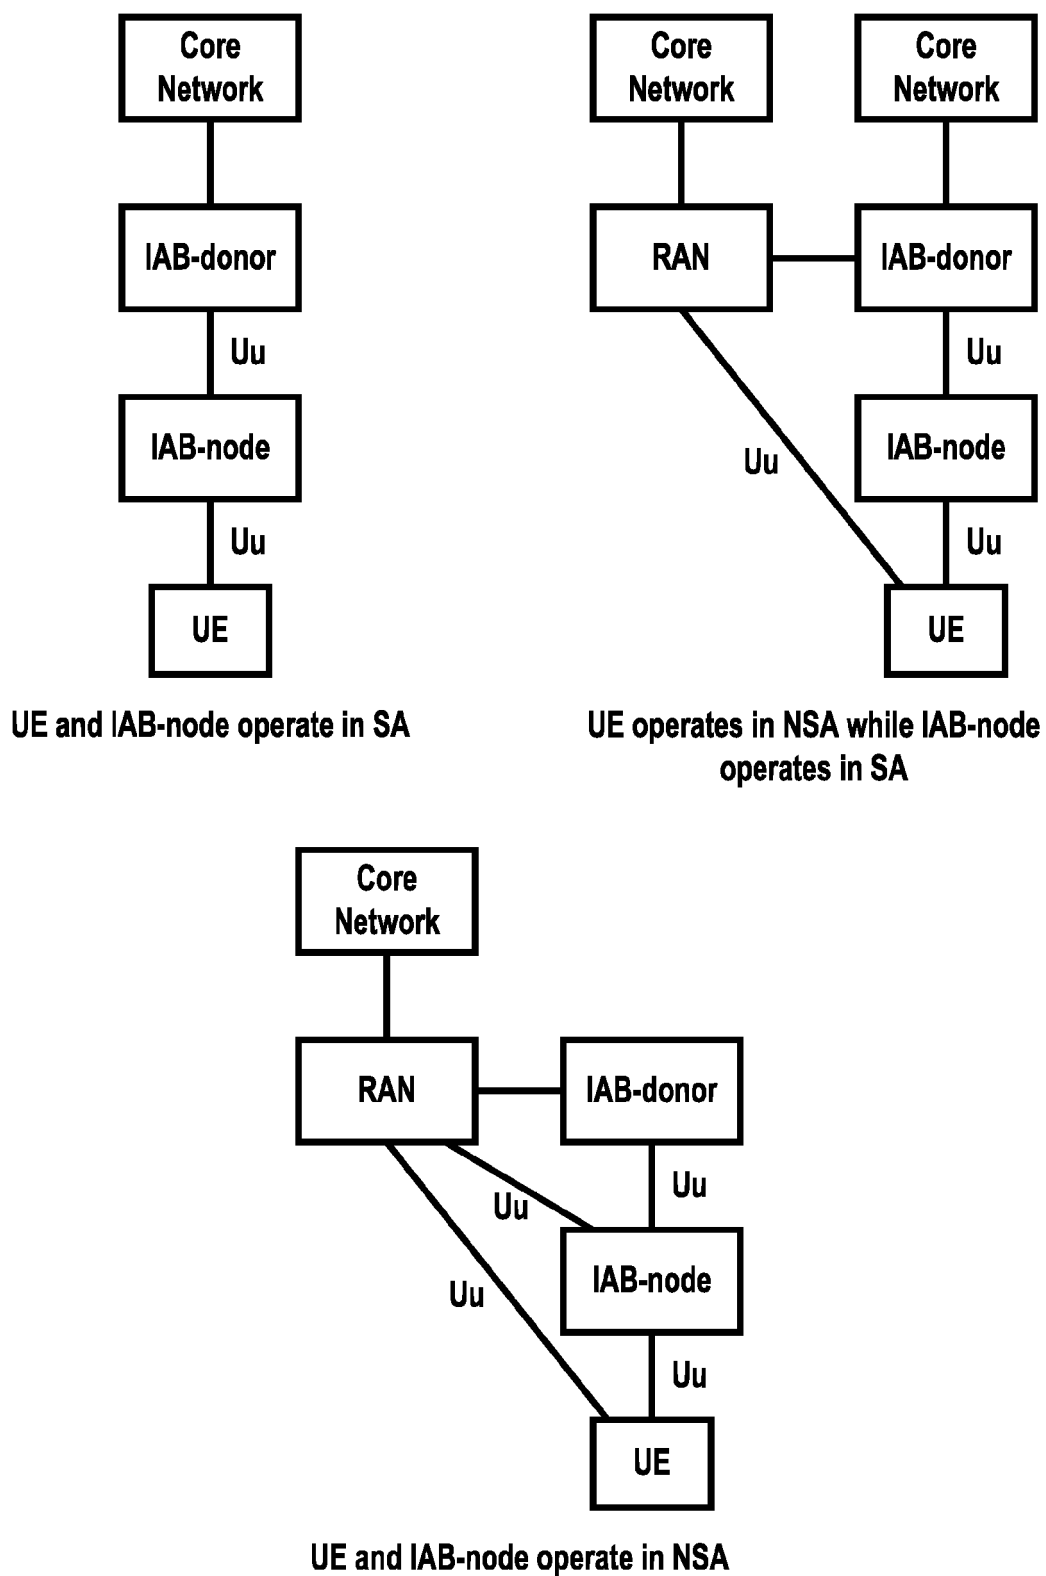 Core
Network
IAB-donor
Uu
IAB-node
Uu
UE
UE and IAB-node operate in SA
Core
Network
Core
Network
RAN
IAB-donor
Uu
IAB-node
Uu
Uu
UE
UE operates in NSA while IAB-node
operates in SA
Core
Network
RAN
IAB-donor
Uu
Uu
IAB-node
Uu
Uu
UE
UE and IAB-node operate in NSA